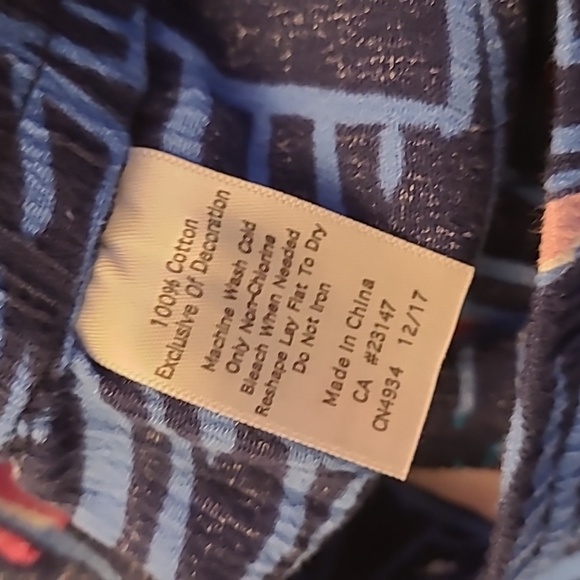 100% Cotton
Exclusive Of Decoration
Machine Wash Cold
Only Non-Chlorine
Bleach When Needed
Reshape Lay Flat To Dry
Do Not Iron
Made In China
CA #23147
CN4934 12/17